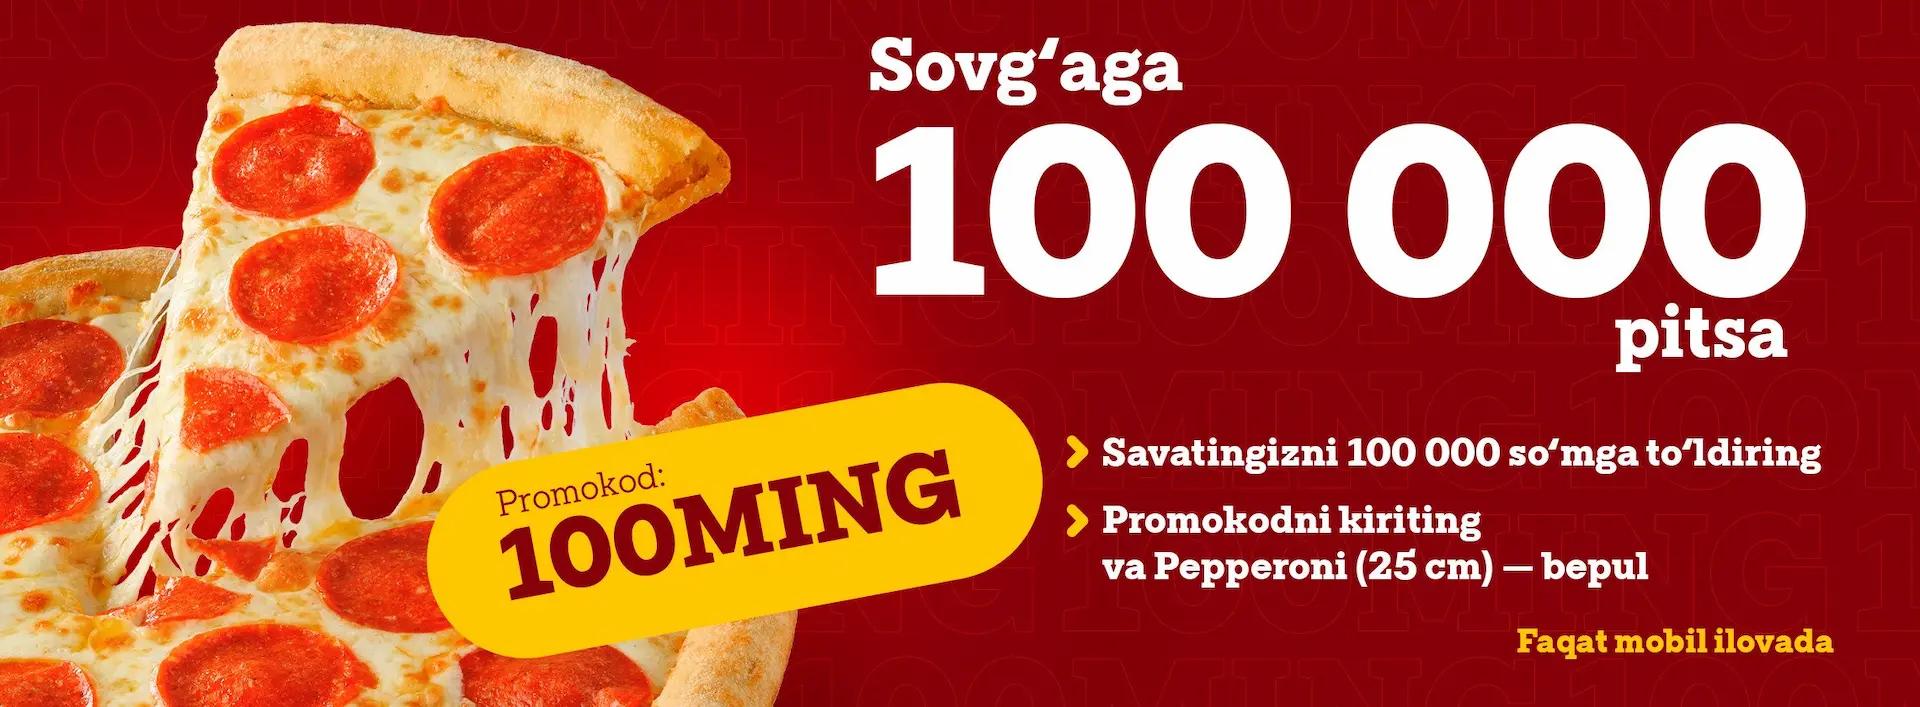 Sovg‘aga
100 000
pitsa
Promokod:
100MING
Savatingizni 100 000 so‘mga to‘ldiring
Promokodni kiriting
va Pepperoni (25 cm) — bepul
Faqat mobil ilovada